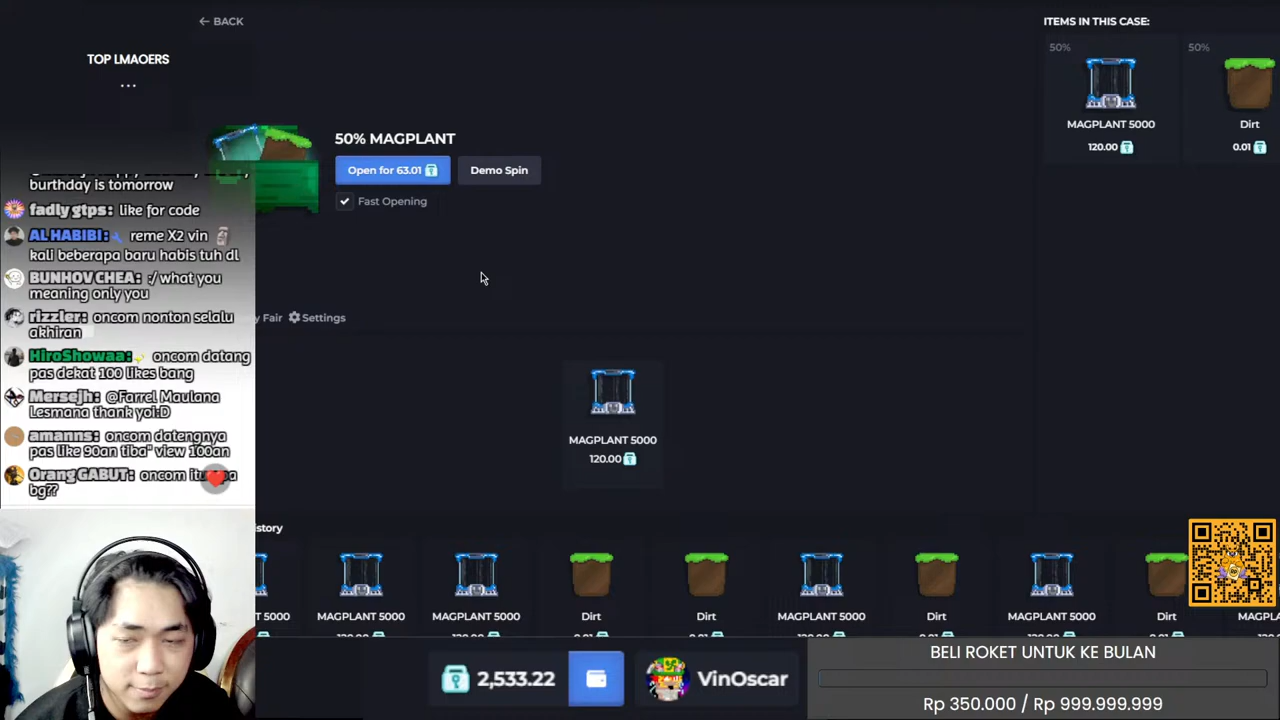 BACK
TOP LMAOERS
...
burthday is tomorrow
fadly gtps: like for code
AL HABIBI: reme X2 vin
kali beberapa baru habis tuh dl
BUNHOV CHEA: :/ what you
meaning only you
rizzler: oncom nonton selalu
akhiran
HiroShowaa: oncom datang
pas dekat 100 likes bang
Mersejh: @Farrel Maulana
Lesmana thank yoi:D
amanns: oncom datengnya
pas like 90an tiba" view 100an
Orang GABUT: oncom
bg??
50% MAGPLANT
Open for 63.01
Demo Spin
Fast Opening
Fair
Settings
MAGPLANT 5000
120.00
ITEMS IN THIS CASE:
50%
MAGPLANT 5000
120.00
50%
Dirt
0.01
MAGPLANT 5000
MAGPLANT 5000
Dirt
Dirt
MAGPLANT 5000
Dirt
MAGPLANT 5000
Dirt
2,533.22
VinOscar
BELI ROKET UNTUK KE BULAN
Rp 350.000 / Rp 999.999.999